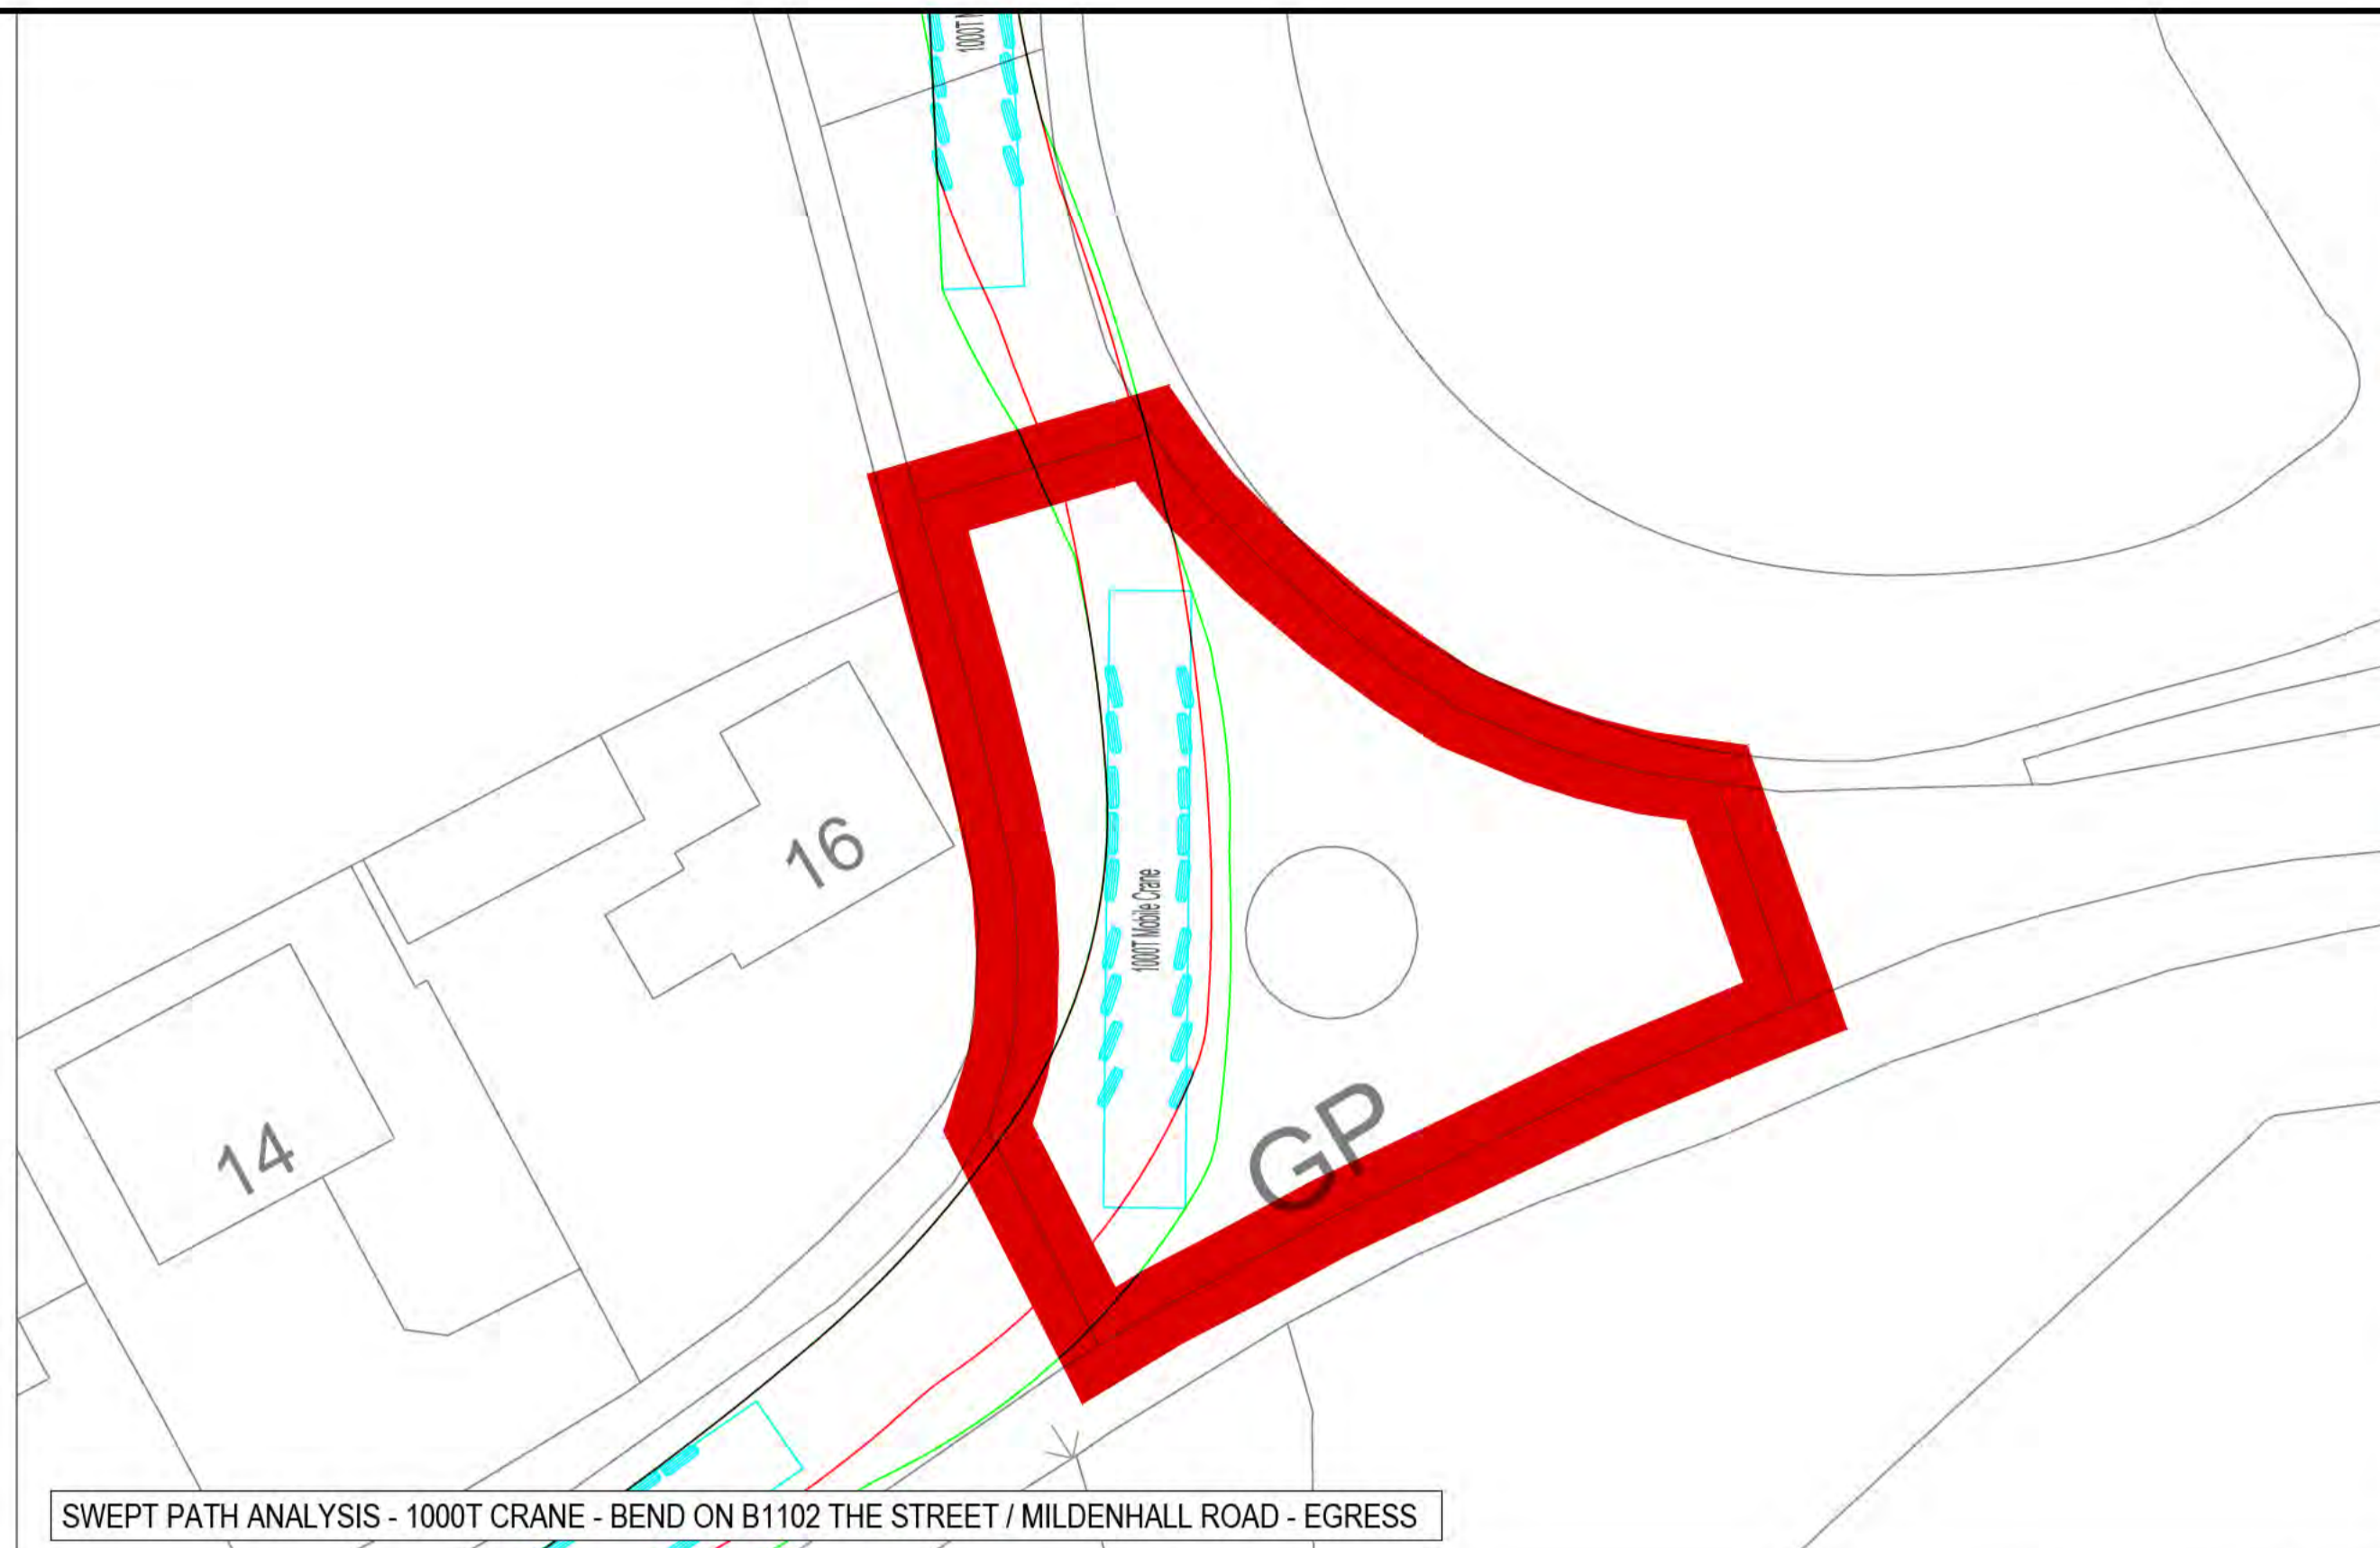 1000T M
16
1000T Mobile Crane
14
GP
SWEPT PATH ANALYSIS - 1000T CRANE - BEND ON B1102 THE STREET / MILDENHALL ROAD - EGRESS